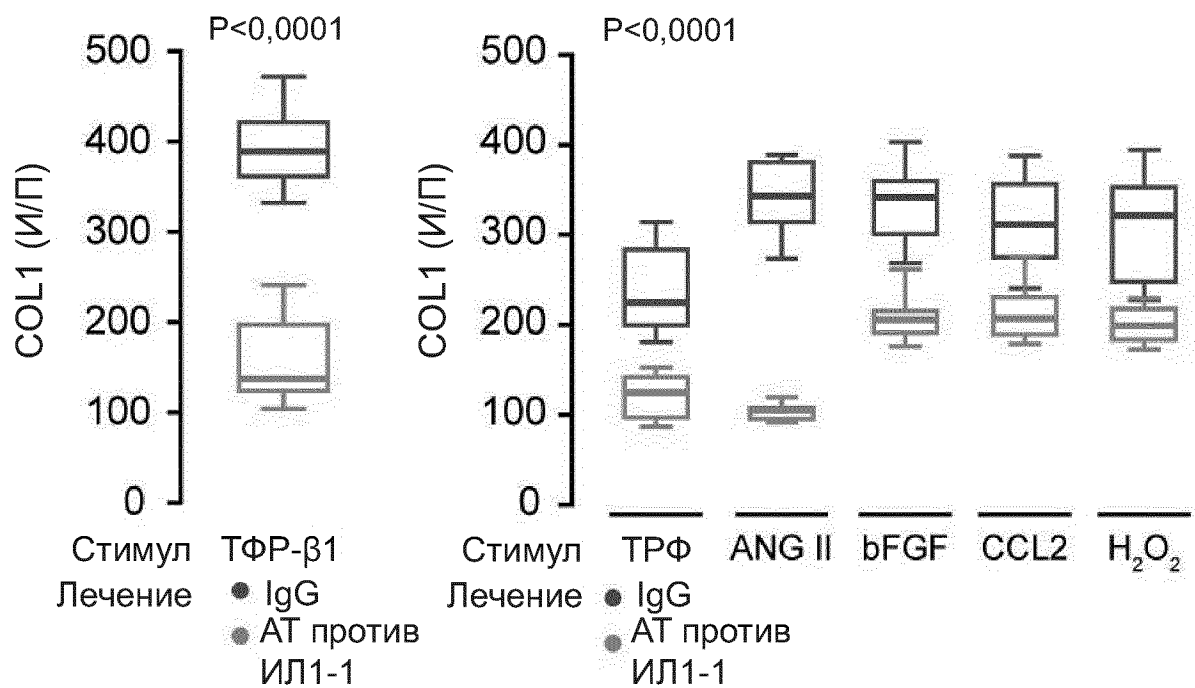 P<0,0001
500
400
300
200
100
0
COL1 (И/П)
Стимул ТФР-β1
Лечение ● IgG
● АТ против
ИЛ1-1
P<0,0001
500
400
300
200
100
0
COL1 (И/П)
Стимул ТРФ ANG II bFGF CCL2 H₂O₂
Лечение ● IgG
● АТ против
ИЛ1-1